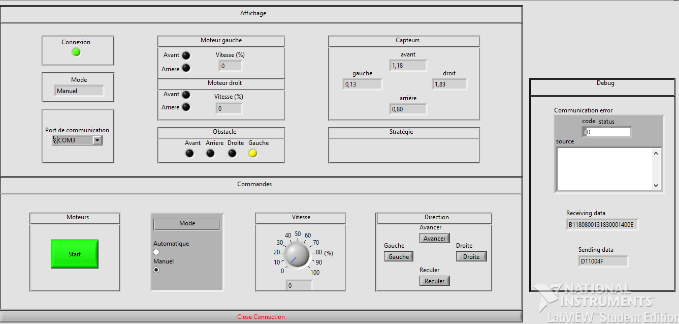 Affichage
Connexion
Mode
Manuel
Port de communication
COM3
Moteur gauche
Avant
Vitesse (%)
0
Arriere
Moteur droit
Avant
Vitesse (%)
0
Arriere
Obstacle
Avant Arriere Droite Gauche
Capteurs
avant
1,18
gauche droit
0,13 1,83
arrière
0,80
Stratégie
Commandes
Moteurs
Start
Mode
Automatique
Manuel
Vitesse
0 10 20 30 40 50 60 70 80 90 100
(%)
0
Direction
Avancer
Avancer
Gauche Droite
Gauche Droite
Reculer
Reculer
Close Connection
Debug
Communication error
code status
0
source
Receiving data
Sending data
D11004F
NATIONAL
INSTRUMENTS
LabVIEW Student Edition